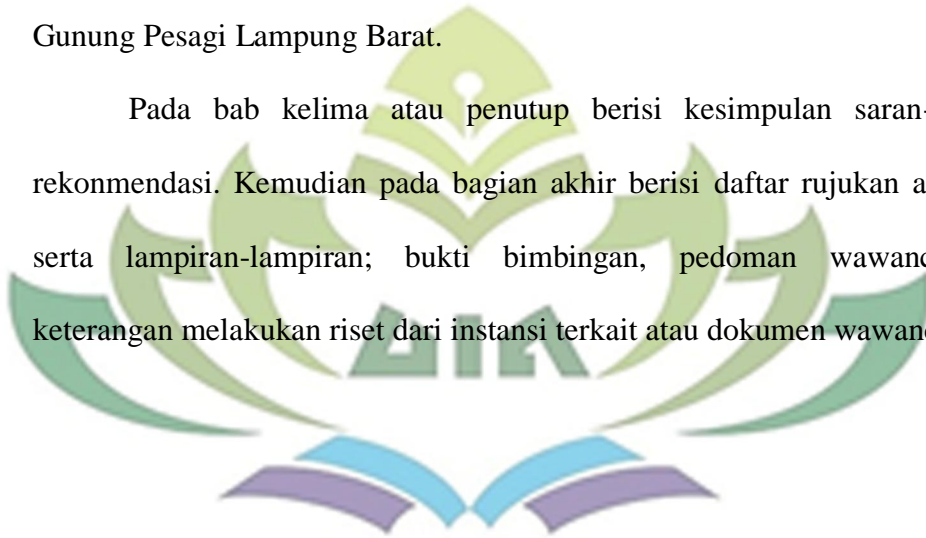 Gunung Pesagi Lampung Barat.
Pada bab kelima atau penutup berisi kesimpulan saran-
rekonmendasi. Kemudian pada bagian akhir berisi daftar rujukan
serta lampiran-lampiran; bukti bimbingan, pedoman
keterangan melakukan riset dari instansi terkait atau dokumen
UIN